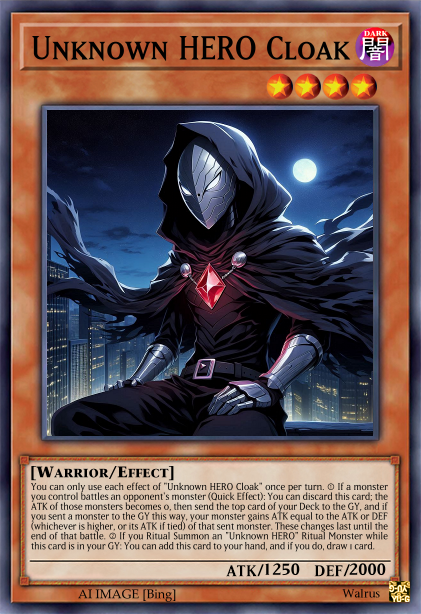 UNKNOWN HERO CLOAK
DARK
闇
[WARRIOR/EFFECT]
You can only use each effect of "Unknown HERO Cloak" once per turn. ① If a monster
you control battles an opponent's monster (Quick Effect): You can discard this card; the
ATK of those monsters becomes 0, then send the top card of your Deck to the GY, and if
you sent a monster to the GY this way, your monster gains ATK equal to the ATK or DEF
(whichever is higher, or its ATK if tied) of that sent monster. These changes last until the
end of that battle. ② If you Ritual Summon an "Unknown HERO" Ritual Monster while
this card is in your GY: You can add this card to your hand, and if you do, draw 1 card.
ATK/1250 DEF/2000
AI IMAGE [Bing] Walrus